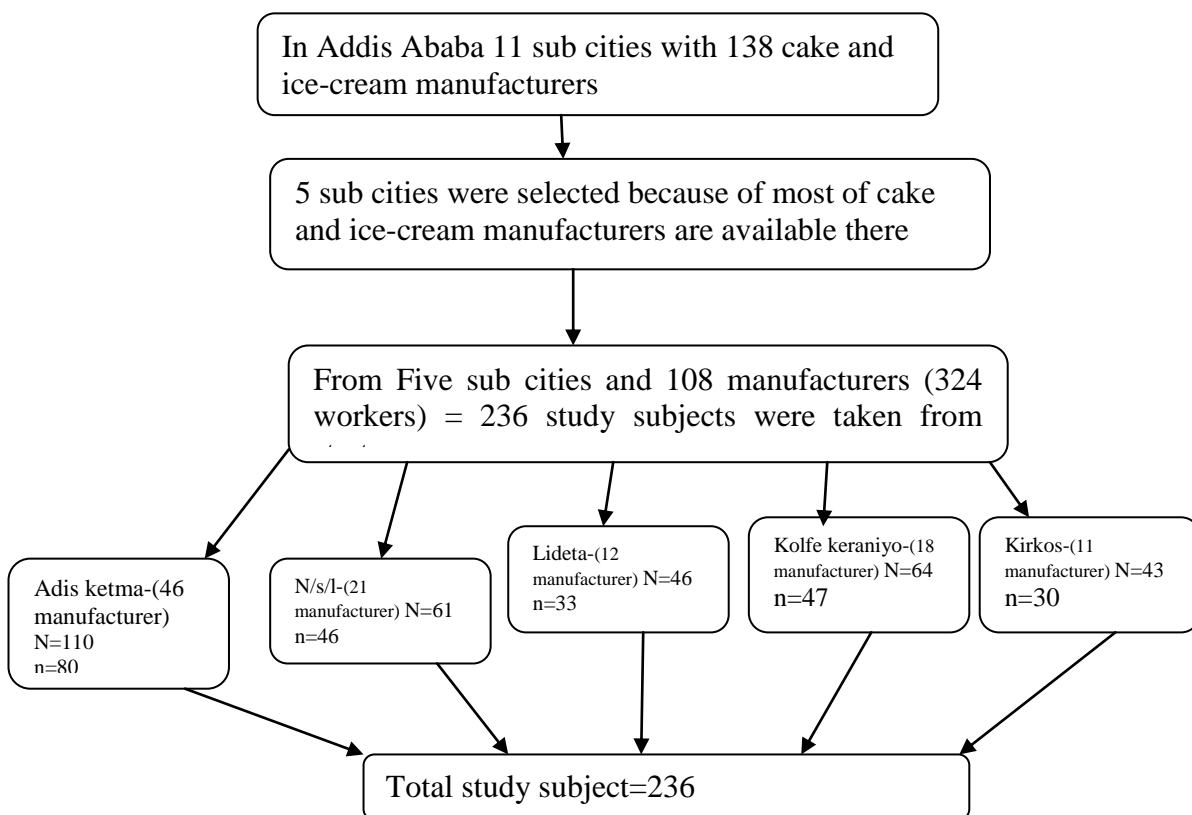 In Addis Ababa 11 sub cities with 138 cake and
ice-cream manufacturers
5 sub cities were selected because of most of cake
and ice-cream manufacturers are available there
From Five sub cities and 108 manufacturers (324
workers) = 236 study subjects were taken from
Adis ketma-(46
manufacturer)
N=110
n=80
N/s/l-(21
manufacturer) N=61
n=46
Lideta-(12
manufacturer) N=46
n=33
Kolfe keraniyo-(18
manufacturer) N=64
n=47
Kirkos-(11
manufacturer) N=43
n=30
Total study subject=236